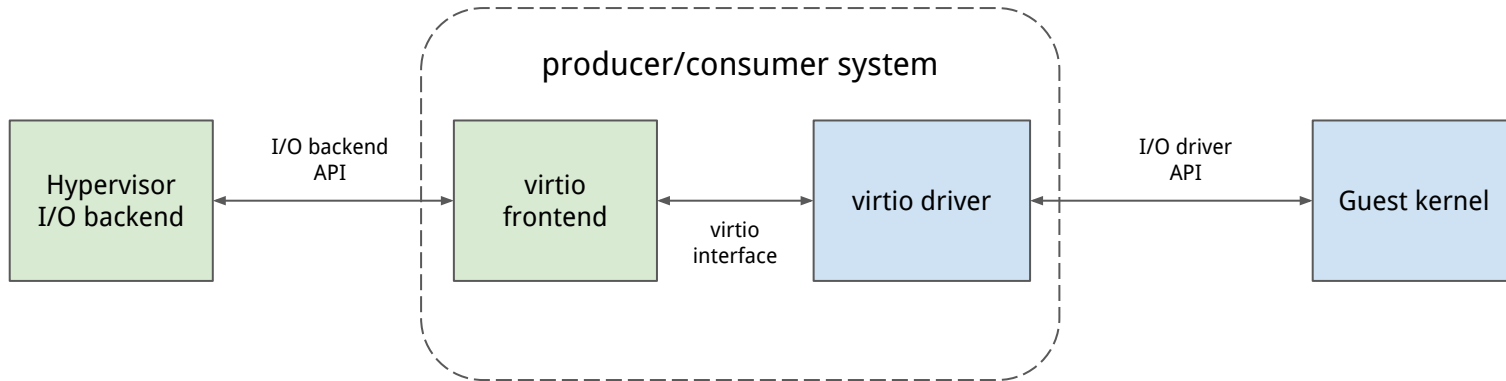 producer/consumer system
Hypervisor
I/O backend
I/O backend
API
virtio
frontend
virtio
interface
virtio driver
I/O driver
API
Guest kernel